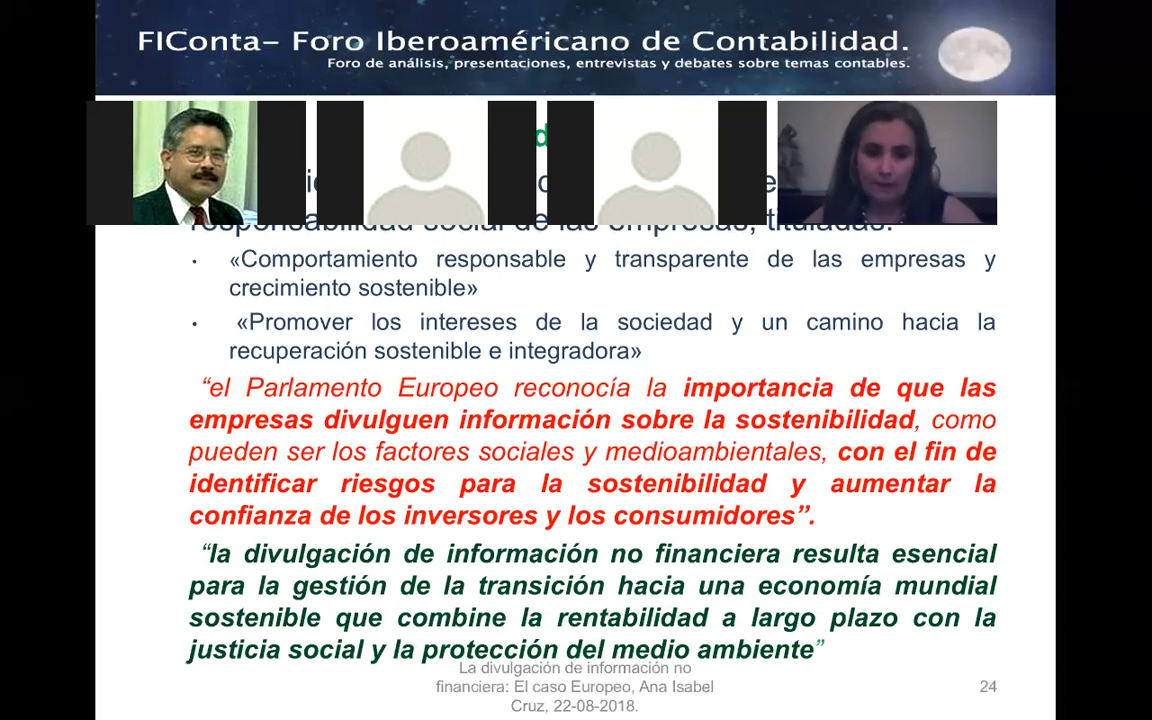 FIConta– Foro Iberoaméricano de Contabilidad.
Foro de análisis, presentaciones, entrevistas y debates sobre temas contables.
responsabilidad social de las empresas, tituladas:
• «Comportamiento responsable y transparente de las empresas y
crecimiento sostenible»
• «Promover los intereses de la sociedad y un camino hacia la
recuperación sostenible e integradora»
“el Parlamento Europeo reconocía la importancia de que las
empresas divulguen información sobre la sostenibilidad, como
pueden ser los factores sociales y medioambientales, con el fin de
identificar riesgos para la sostenibilidad y aumentar la
confianza de los inversores y los consumidores”.
“la divulgación de información no financiera resulta esencial
para la gestión de la transición hacia una economía mundial
sostenible que combine la rentabilidad a largo plazo con la
justicia social y la protección del medio ambiente”
La divulgación de información no
financiera: El caso Europeo, Ana Isabel
Cruz, 22-08-2018.
24